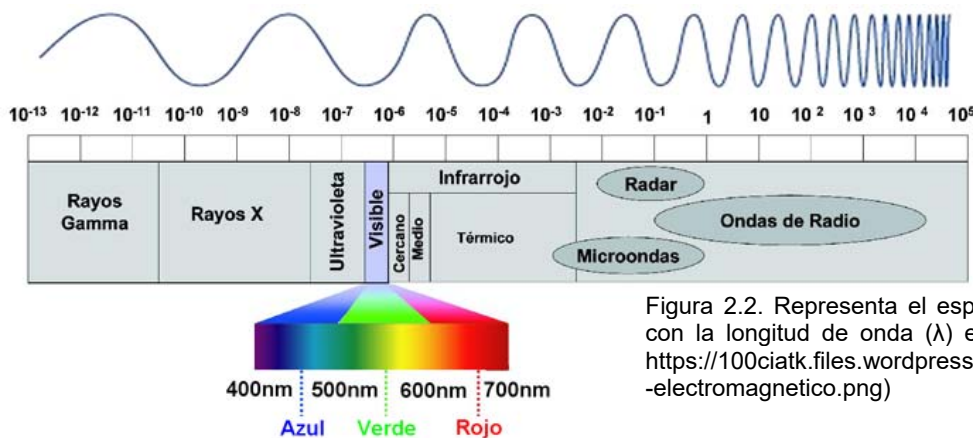 10-13 10-12 10-11 10-10 10-9 10-8 10-7 10-6 10-5 10-4 10-3 10-2 10-1 1 10 10 2 10 3 10 4 10 5
Rayos
Gamma
Rayos X
Ultravioleta
Visible
Infrarrojo
Cercano
Medio
Térmico
Radar
Ondas de Radio
Microondas
400nm 500nm 600nm 700nm
Azul Verde Rojo
Figura 2.2. Representa el esp
con la longitud de onda (λ) e
https://100ciatk.files.wordpress
-electromagnetico.png)